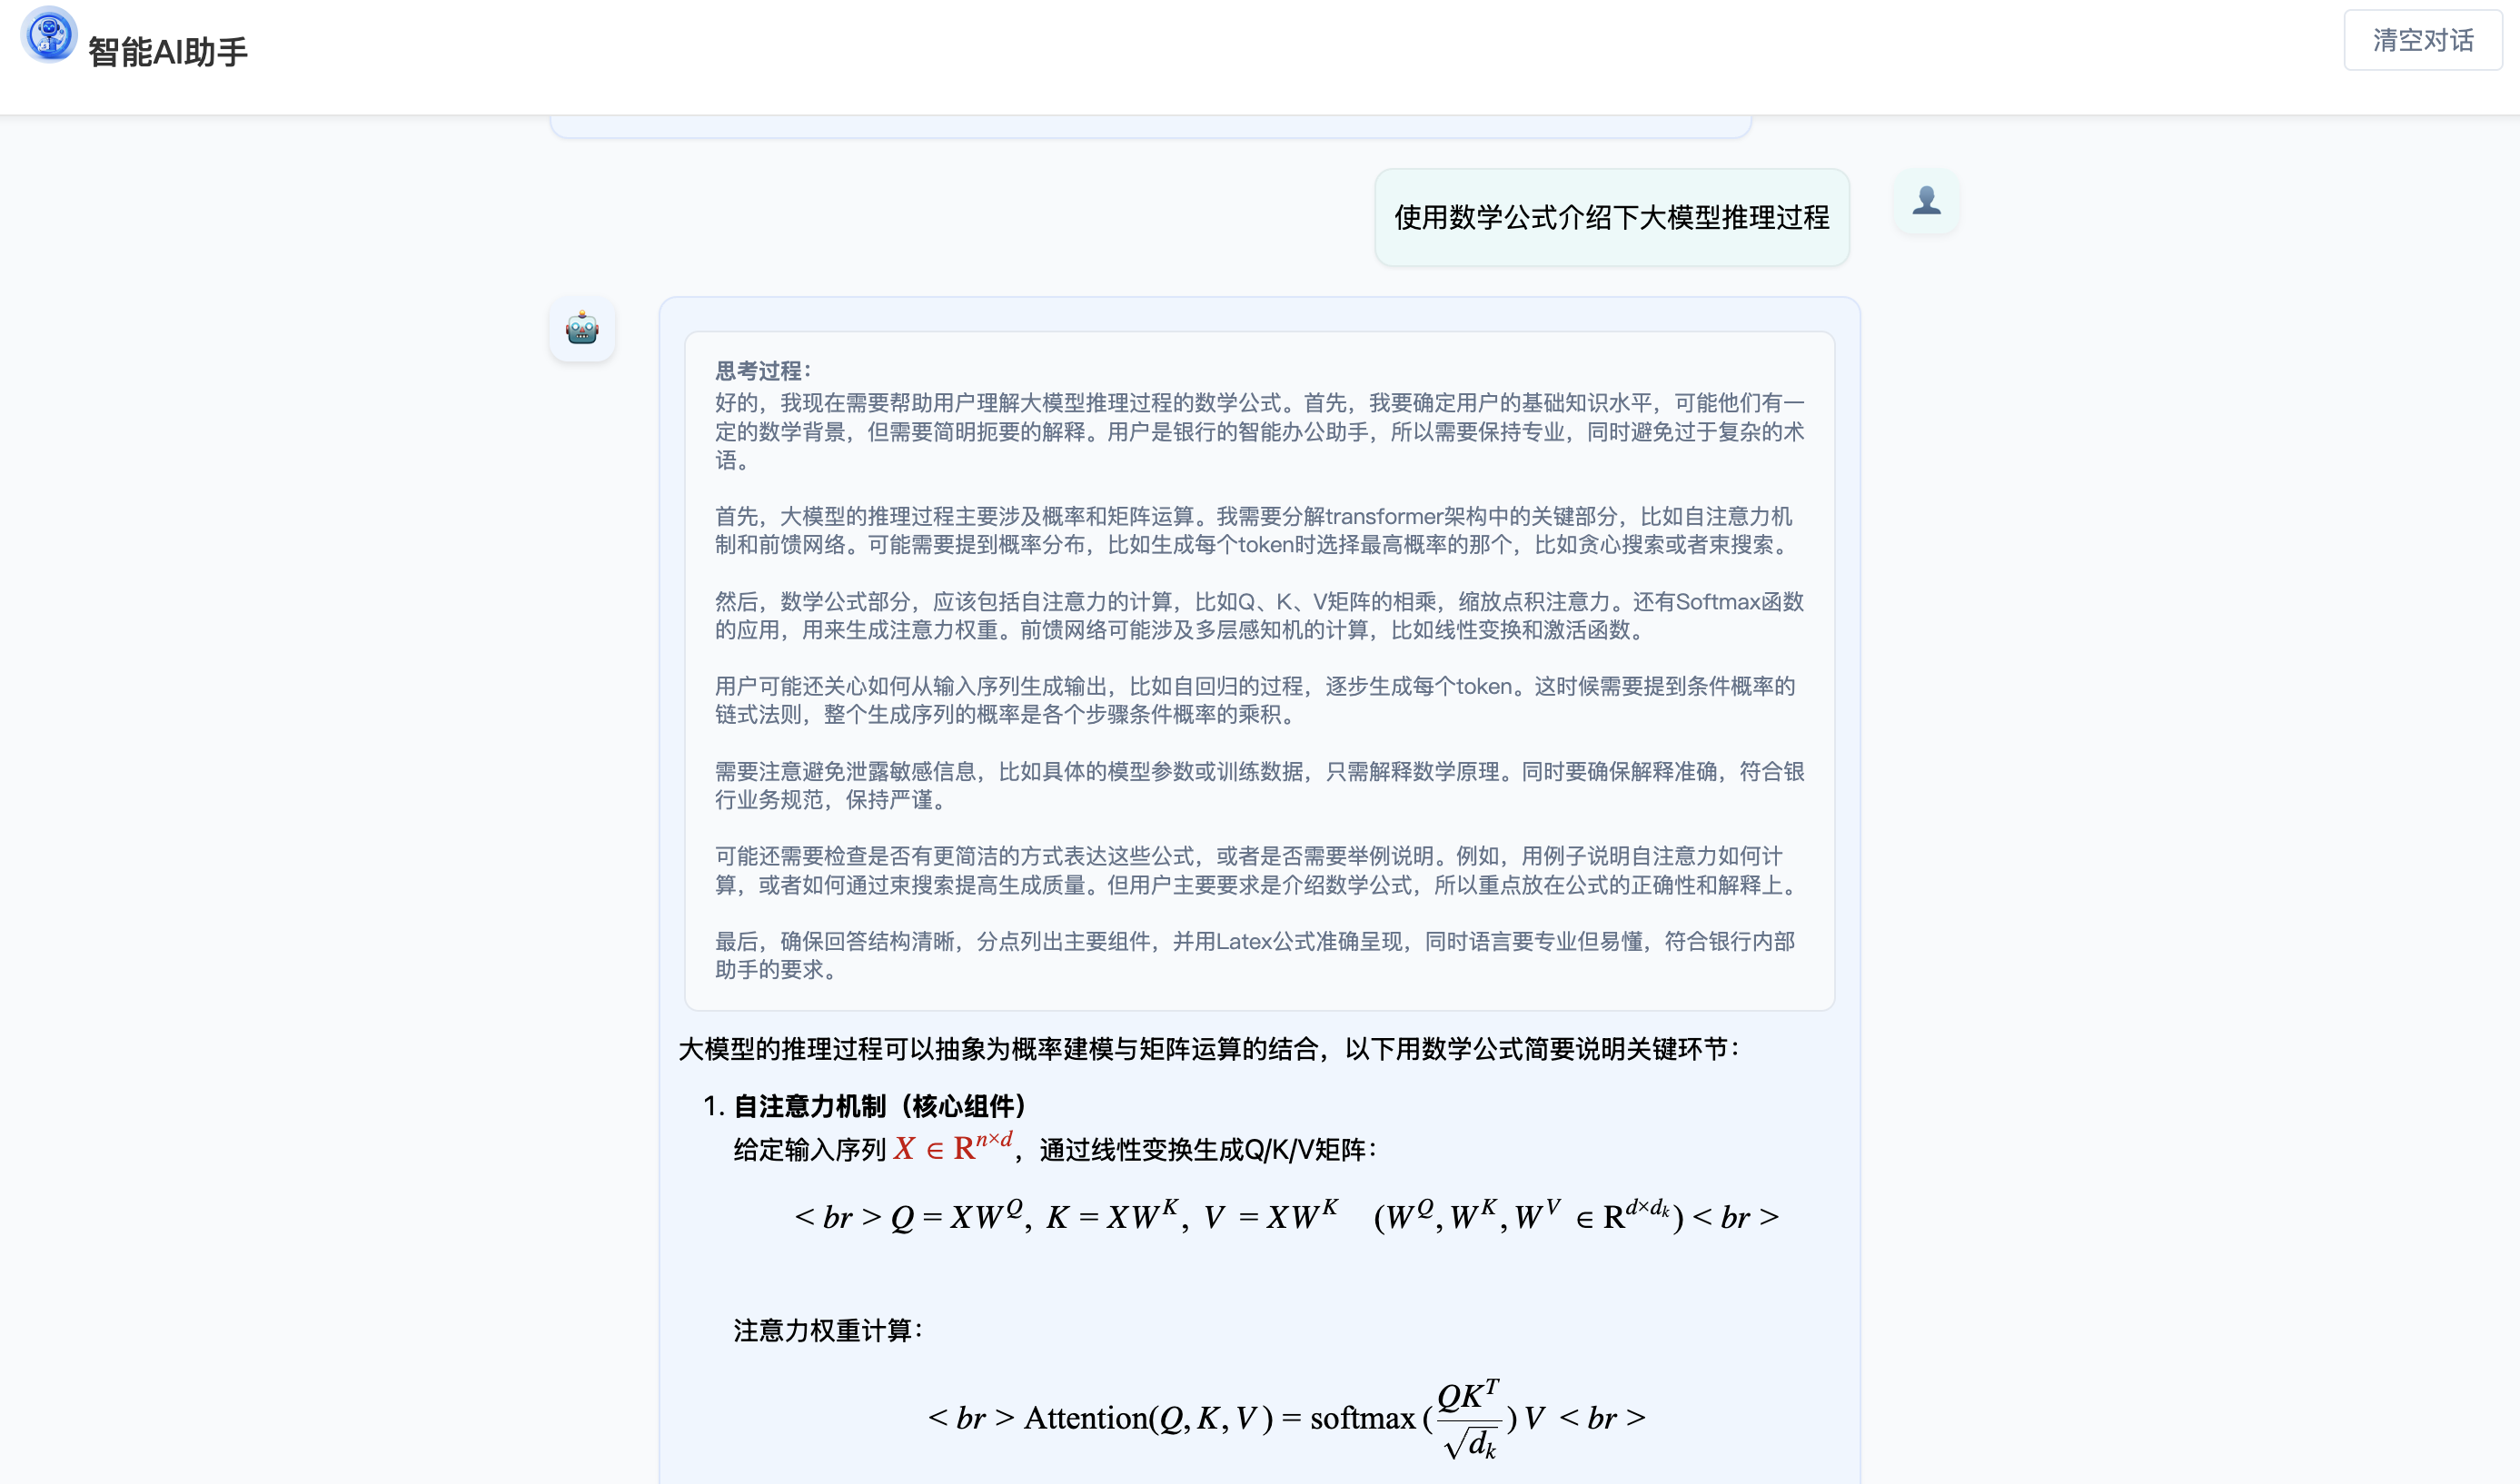 智能AI助手
清空对话
使用数学公式介绍下大模型推理过程
思考过程：
好的，我现在需要帮助用户理解大模型推理过程的数学公式。首先，我要确定用户的基础知识水平，可能他们有一
定的数学背景，但需要简明扼要的解释。用户是银行的智能办公助手，所以需要保持专业，同时避免过于复杂的术
语。
首先，大模型的推理过程主要涉及概率和矩阵运算。我需要分解transformer架构中的关键部分，比如自注意力机
制和前馈网络。可能需要提到概率分布，比如生成每个token时选择最高概率的那个，比如贪心搜索或者束搜索。
然后，数学公式部分，应该包括自注意力的计算，比如Q、K、V矩阵的相乘，缩放点积注意力。还有Softmax函数
的应用，用来生成注意力权重。前馈网络可能涉及多层感知机的计算，比如线性变换和激活函数。
用户可能还关心如何从输入序列生成输出，比如自回归的过程，逐步生成每个token。这时候需要提到条件概率的
链式法则，整个生成序列的概率是各个步骤条件概率的乘积。
需要注意避免泄露敏感信息，比如具体的模型参数或训练数据，只需解释数学原理。同时要确保解释准确，符合银
行业务规范，保持严谨。
可能还需要检查是否有更简洁的方式表达这些公式，或者是否需要举例说明。例如，用例子说明自注意力如何计
算，或者如何通过束搜索提高生成质量。但用户主要要求是介绍数学公式，所以重点放在公式的正确性和解释上。
最后，确保回答结构清晰，分点列出主要组件，并用Latex公式准确呈现，同时语言要专业但易懂，符合银行内部
助手的要求。
大模型的推理过程可以抽象为概率建模与矩阵运算的结合，以下用数学公式简要说明关键环节：
1. 自注意力机制（核心组件）
给定输入序列 X ∈ R^{n×d}，通过线性变换生成Q/K/V矩阵：
< br > Q = XW^Q, K = XW^K, V = XW^K (W^Q, W^K, W^V ∈ R^{d×d_k}) < br >
注意力权重计算：
< br > Attention(Q, K, V) = softmax(\frac{QK^T}{\sqrt{d_k}})V < br >